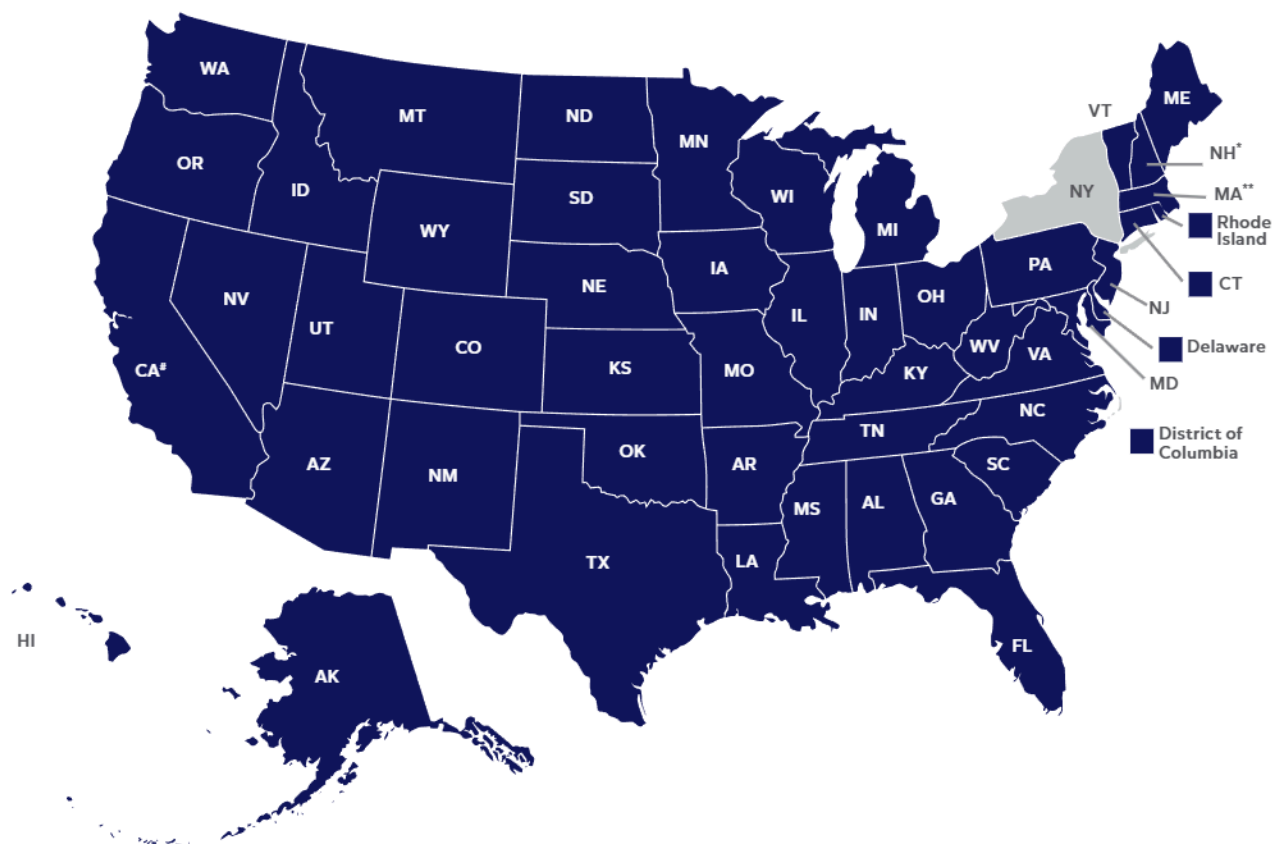 WA
MT
ND
MN
ME
VT
OR
ID
SD
WI
NH*
NY
MA**
WY
MI
Rhode
Island
IA
PA
NE
CT
NV
OH
NJ
UT
IL
IN
CO
WV
VA
Delaware
CA#
KS
MO
KY
MD
NC
TN
District of
Columbia
AZ
OK
AR
SC
NM
MS
AL
GA
TX
LA
HI
FL
AK